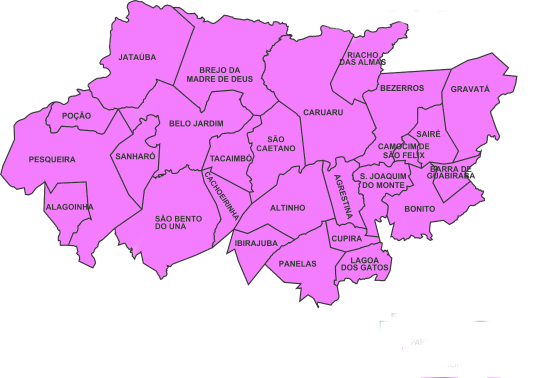 JATAÚBA
BREJO DA
MADRE DE DEUS
RIACHO
DAS ALMAS
BEZERROS
GRAVATÁ
POÇÃO
BELO JARDIM
CARUARU
SAIRÉ
SÃO
CAETANO
CAMOCIM DE
SÃO FELIX
PESQUEIRA
SANHARÓ
TACAIMBÓ
BARRA DE
GUABIRABA
S. JOAQUIM
DO MONTE
CACHOEIRINHA
AGRESTINA
ALAGOINHA
ALTINHO
BONITO
SÃO BENTO
DO UNA
IBIRAJUBA
CUPIRA
PANELAS
LAGOA
DOS GATOS